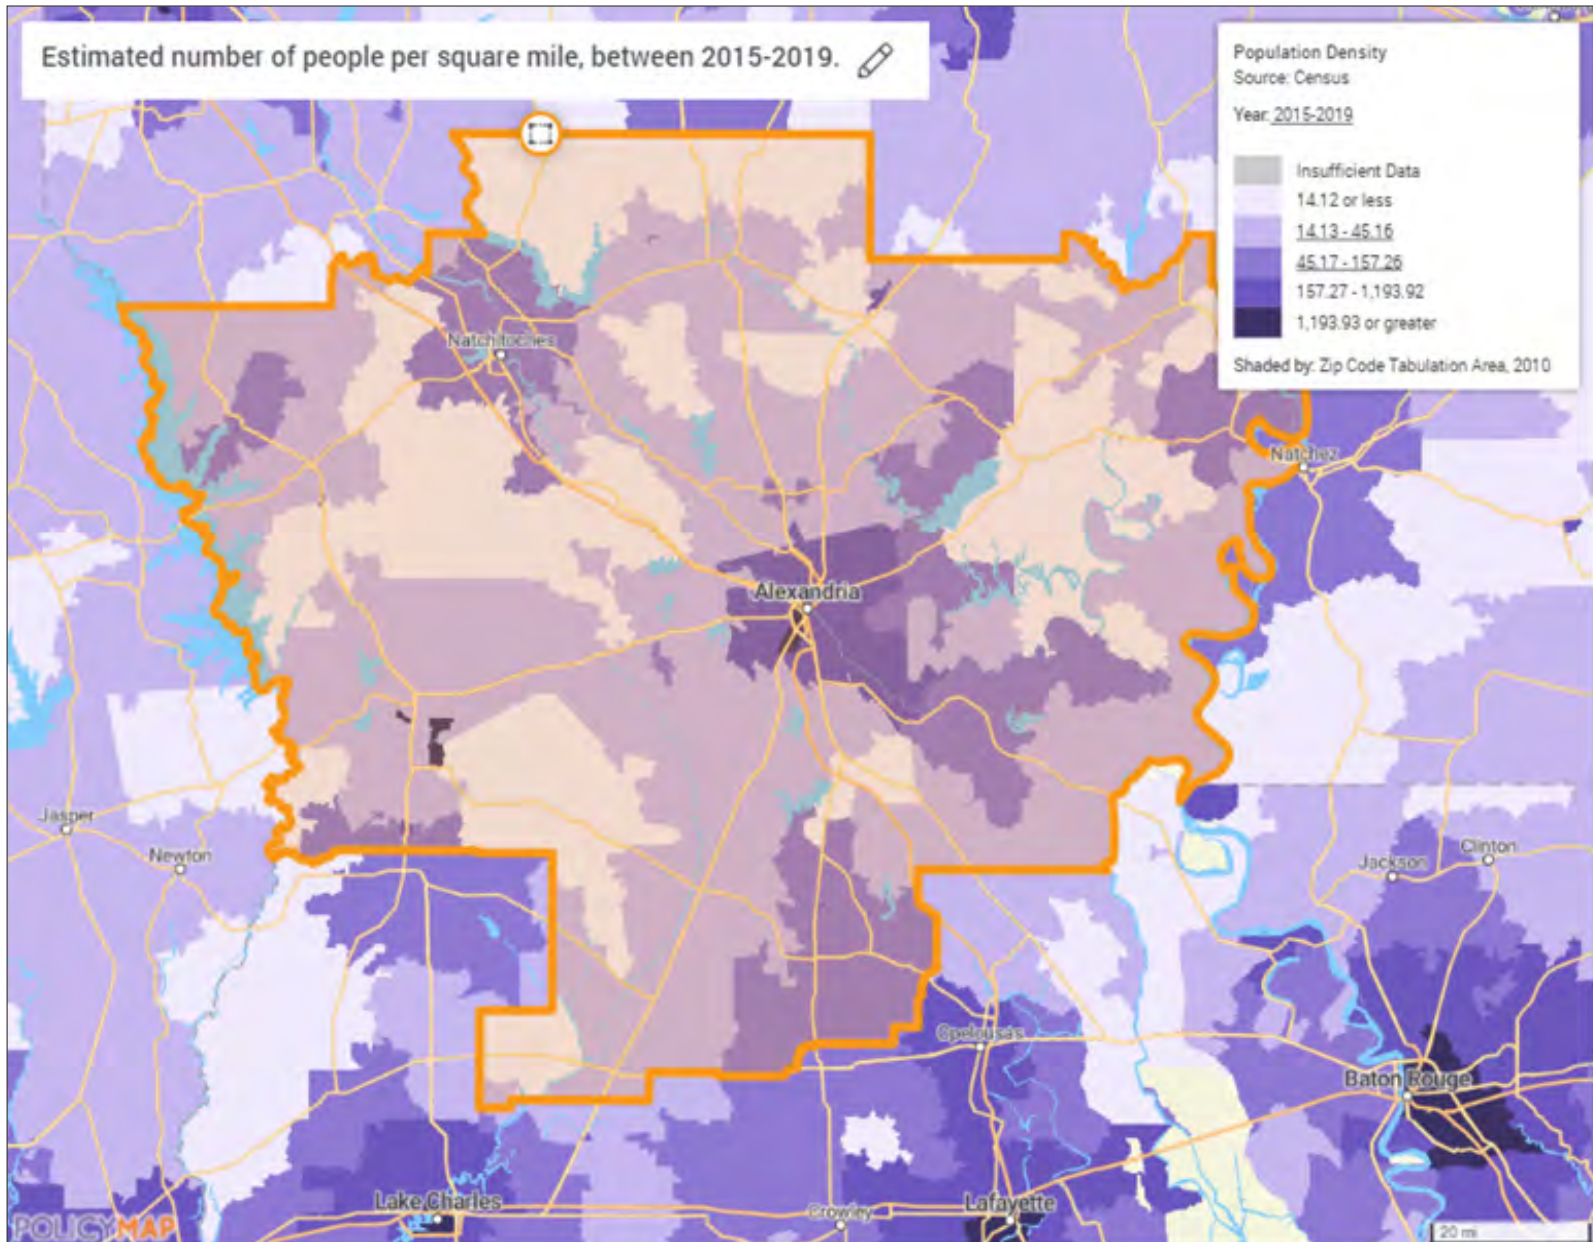 Estimated number of people per square mile, between 2015-2019.
Population Density
Source: Census
Year: 2015-2019
Insufficient Data
14.12 or less
14.13 - 45.16
45.17 - 157.26
157.27 - 1,193.92
1,193.93 or greater
Shaded by: Zip Code Tabulation Area, 2010
Natchitoches
Natchez
Alexandria
Jasper
Newton
Jackson
Clinton
Opelousas
Baton Rouge
Lake Charles
Crowley
Lafayette
POLICYMAP
20 mi